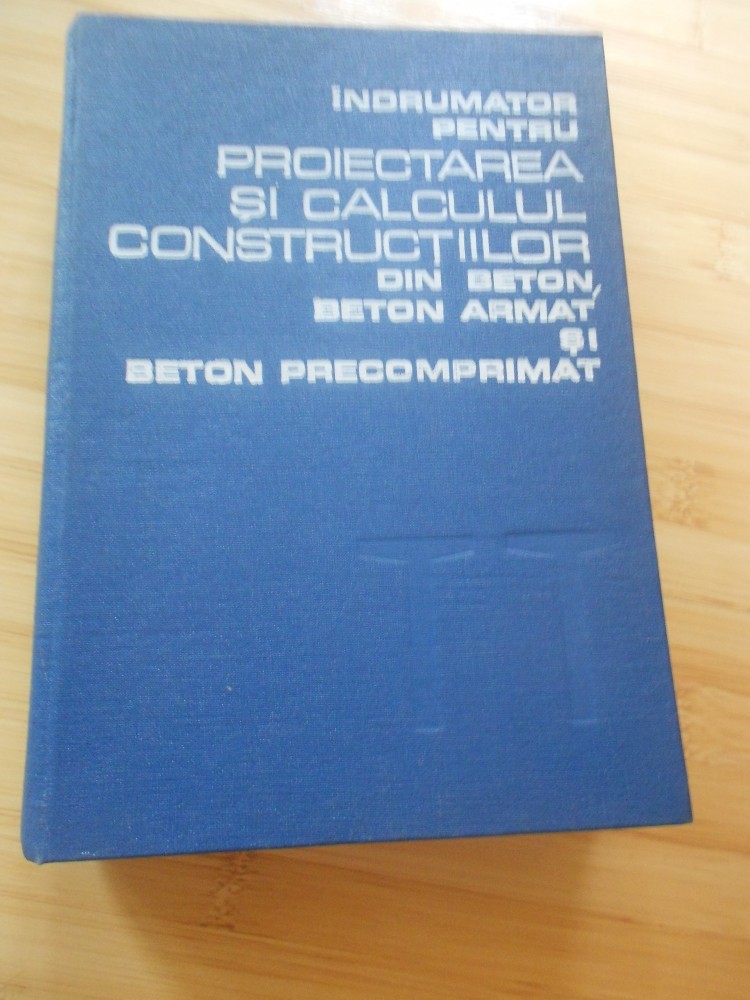 ÎNDRUMATOR
PENTRU
PROIECTAREA
ȘI CALCULUL
CONSTRUCȚIILOR
DIN BETON,
BETON ARMAT
ȘI
BETON PRECOMPRIMAT